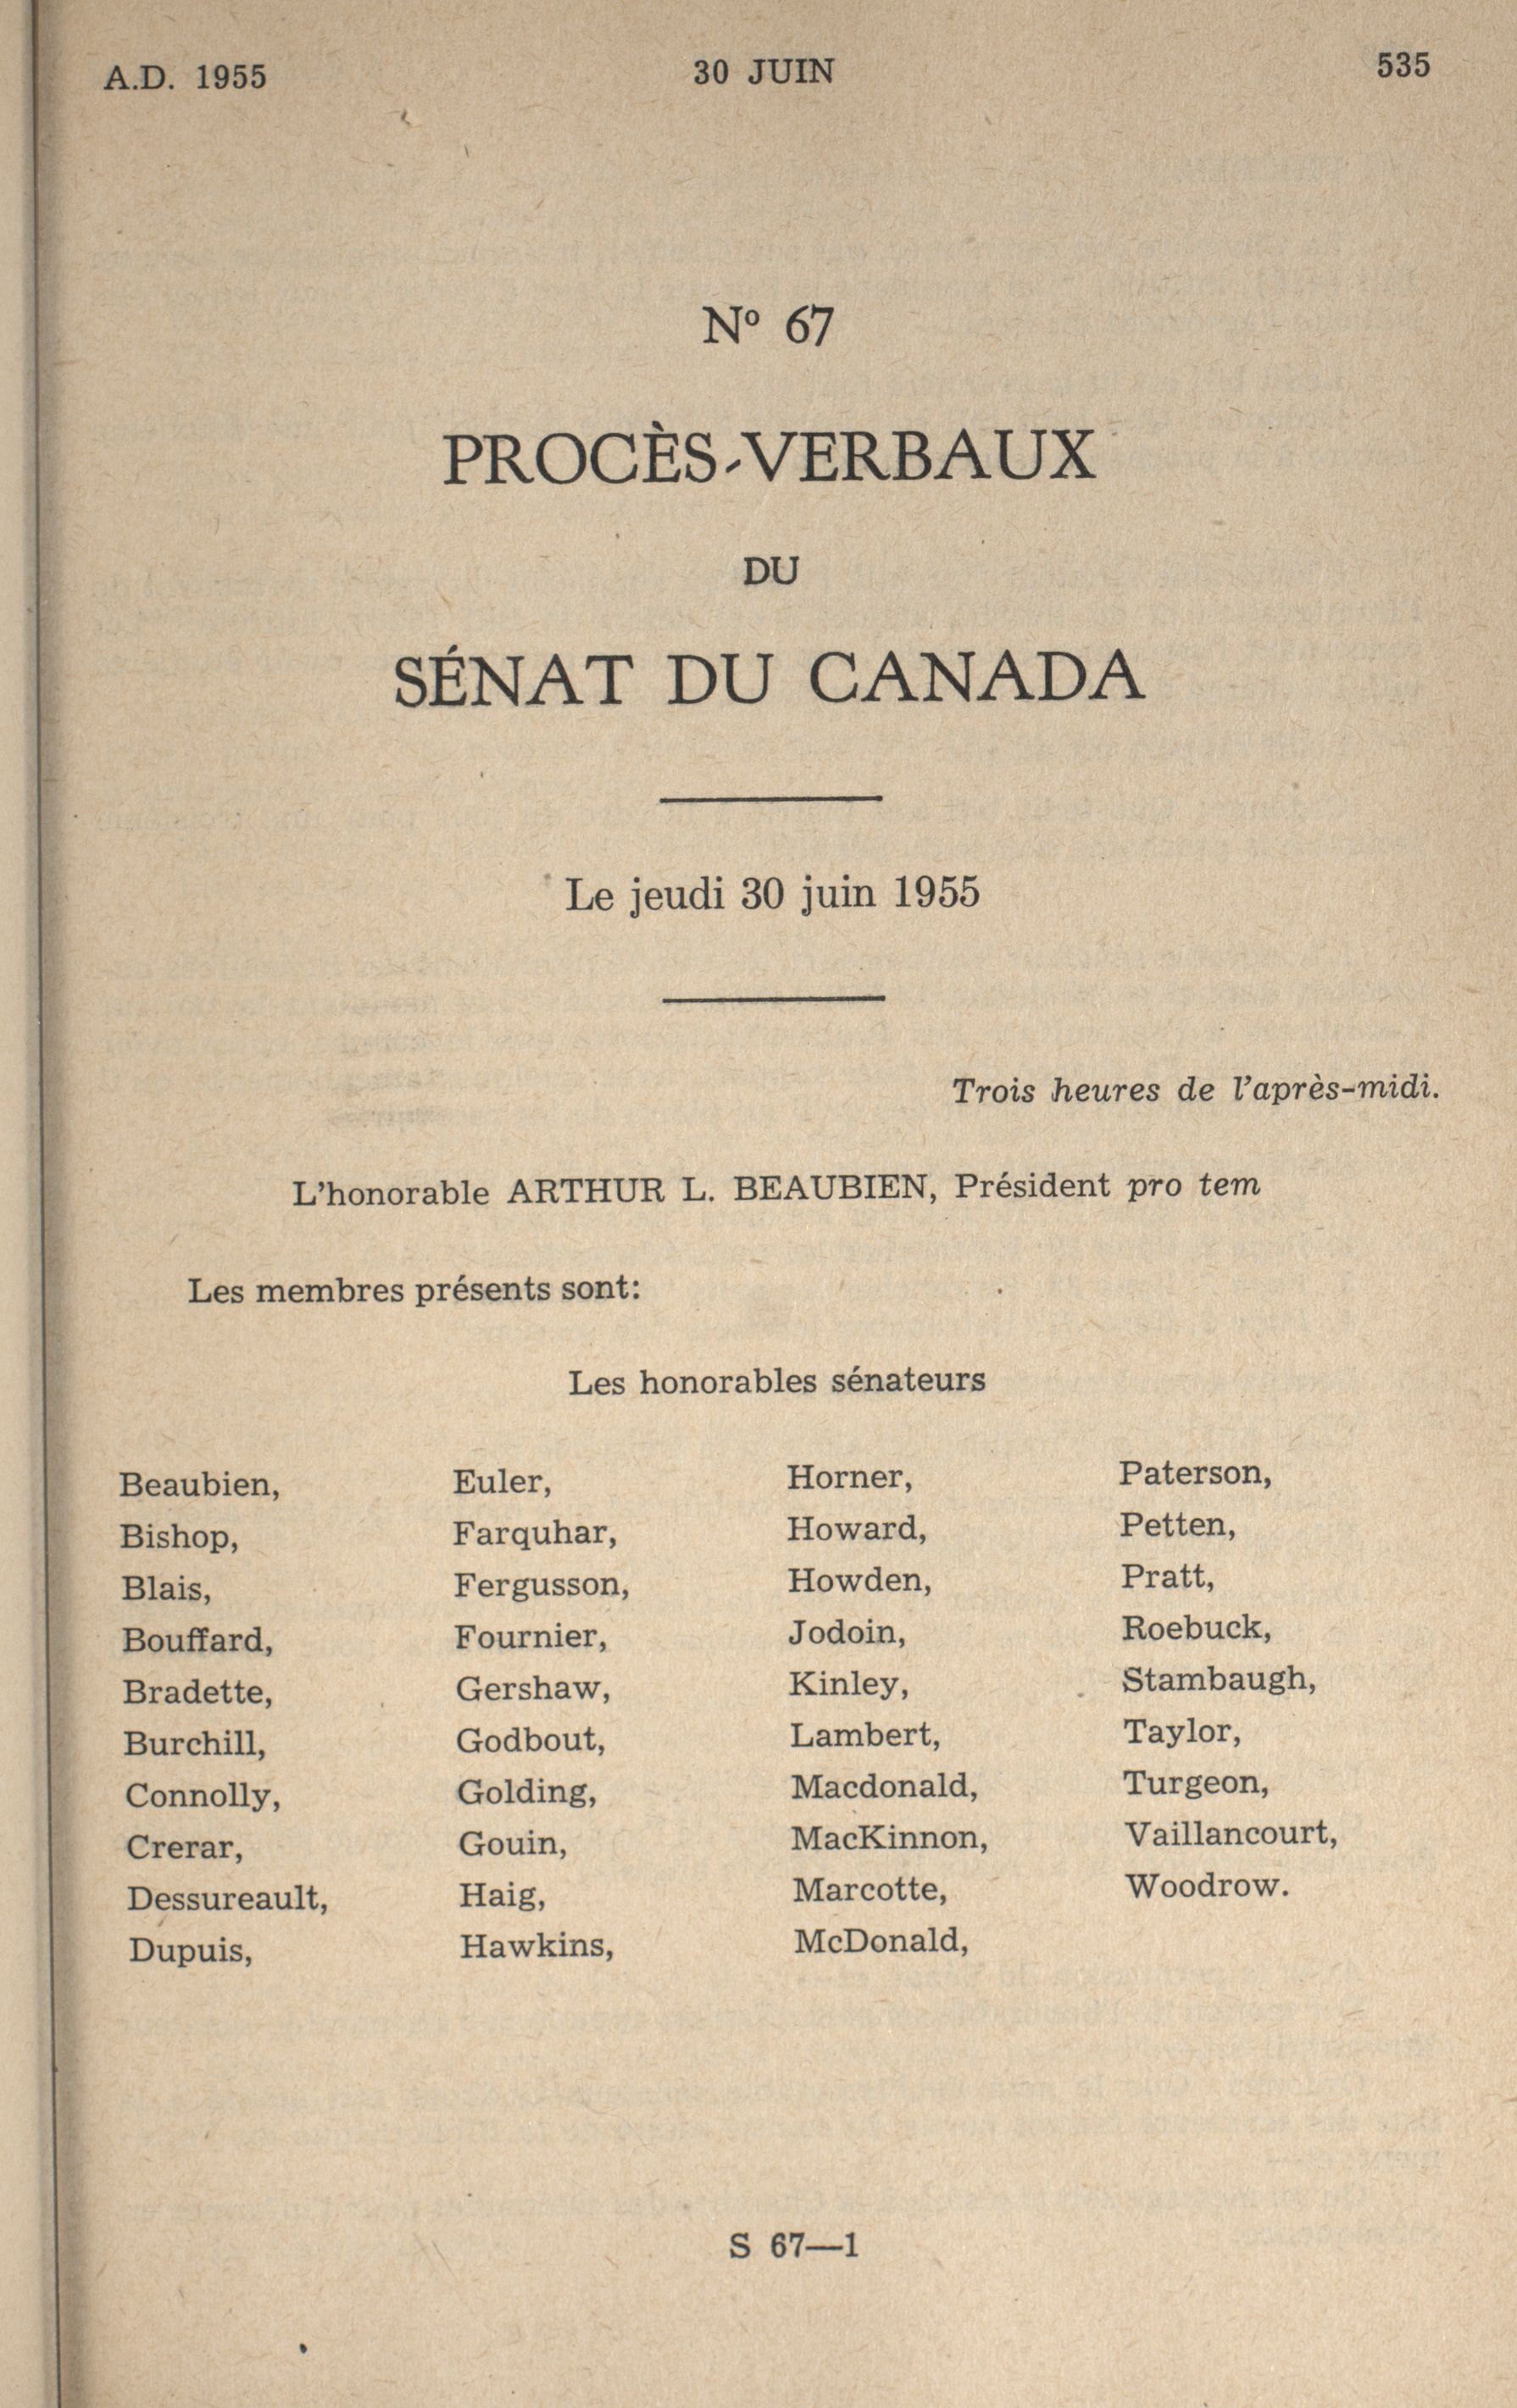 A.D. 1955 30 JUIN 535
Nº 67
PROCÈS-VERBAUX
DU
SÉNAT DU CANADA
Le jeudi 30 juin 1955
Trois heures de l'après-midi.
L'honorable ARTHUR L. BEAUBIEN, Président pro tem
Les membres présents sont:
Les honorables sénateurs
Beaubien,
Bishop,
Blais,
Bouffard,
Bradette,
Burchill,
Connolly,
Crerar,
Dessureault,
Dupuis,
Euler,
Farquhar,
Fergusson,
Fournier,
Gershaw,
Godbout,
Golding,
Gouin,
Haig,
Hawkins,
Horner,
Howard,
Howden,
Jodoin,
Kinley,
Lambert,
Macdonald,
MacKinnon,
Marcotte,
McDonald,
Paterson,
Petten,
Pratt,
Roebuck,
Stambaugh,
Taylor,
Turgeon,
Vaillancourt,
Woodrow.
S 67—1